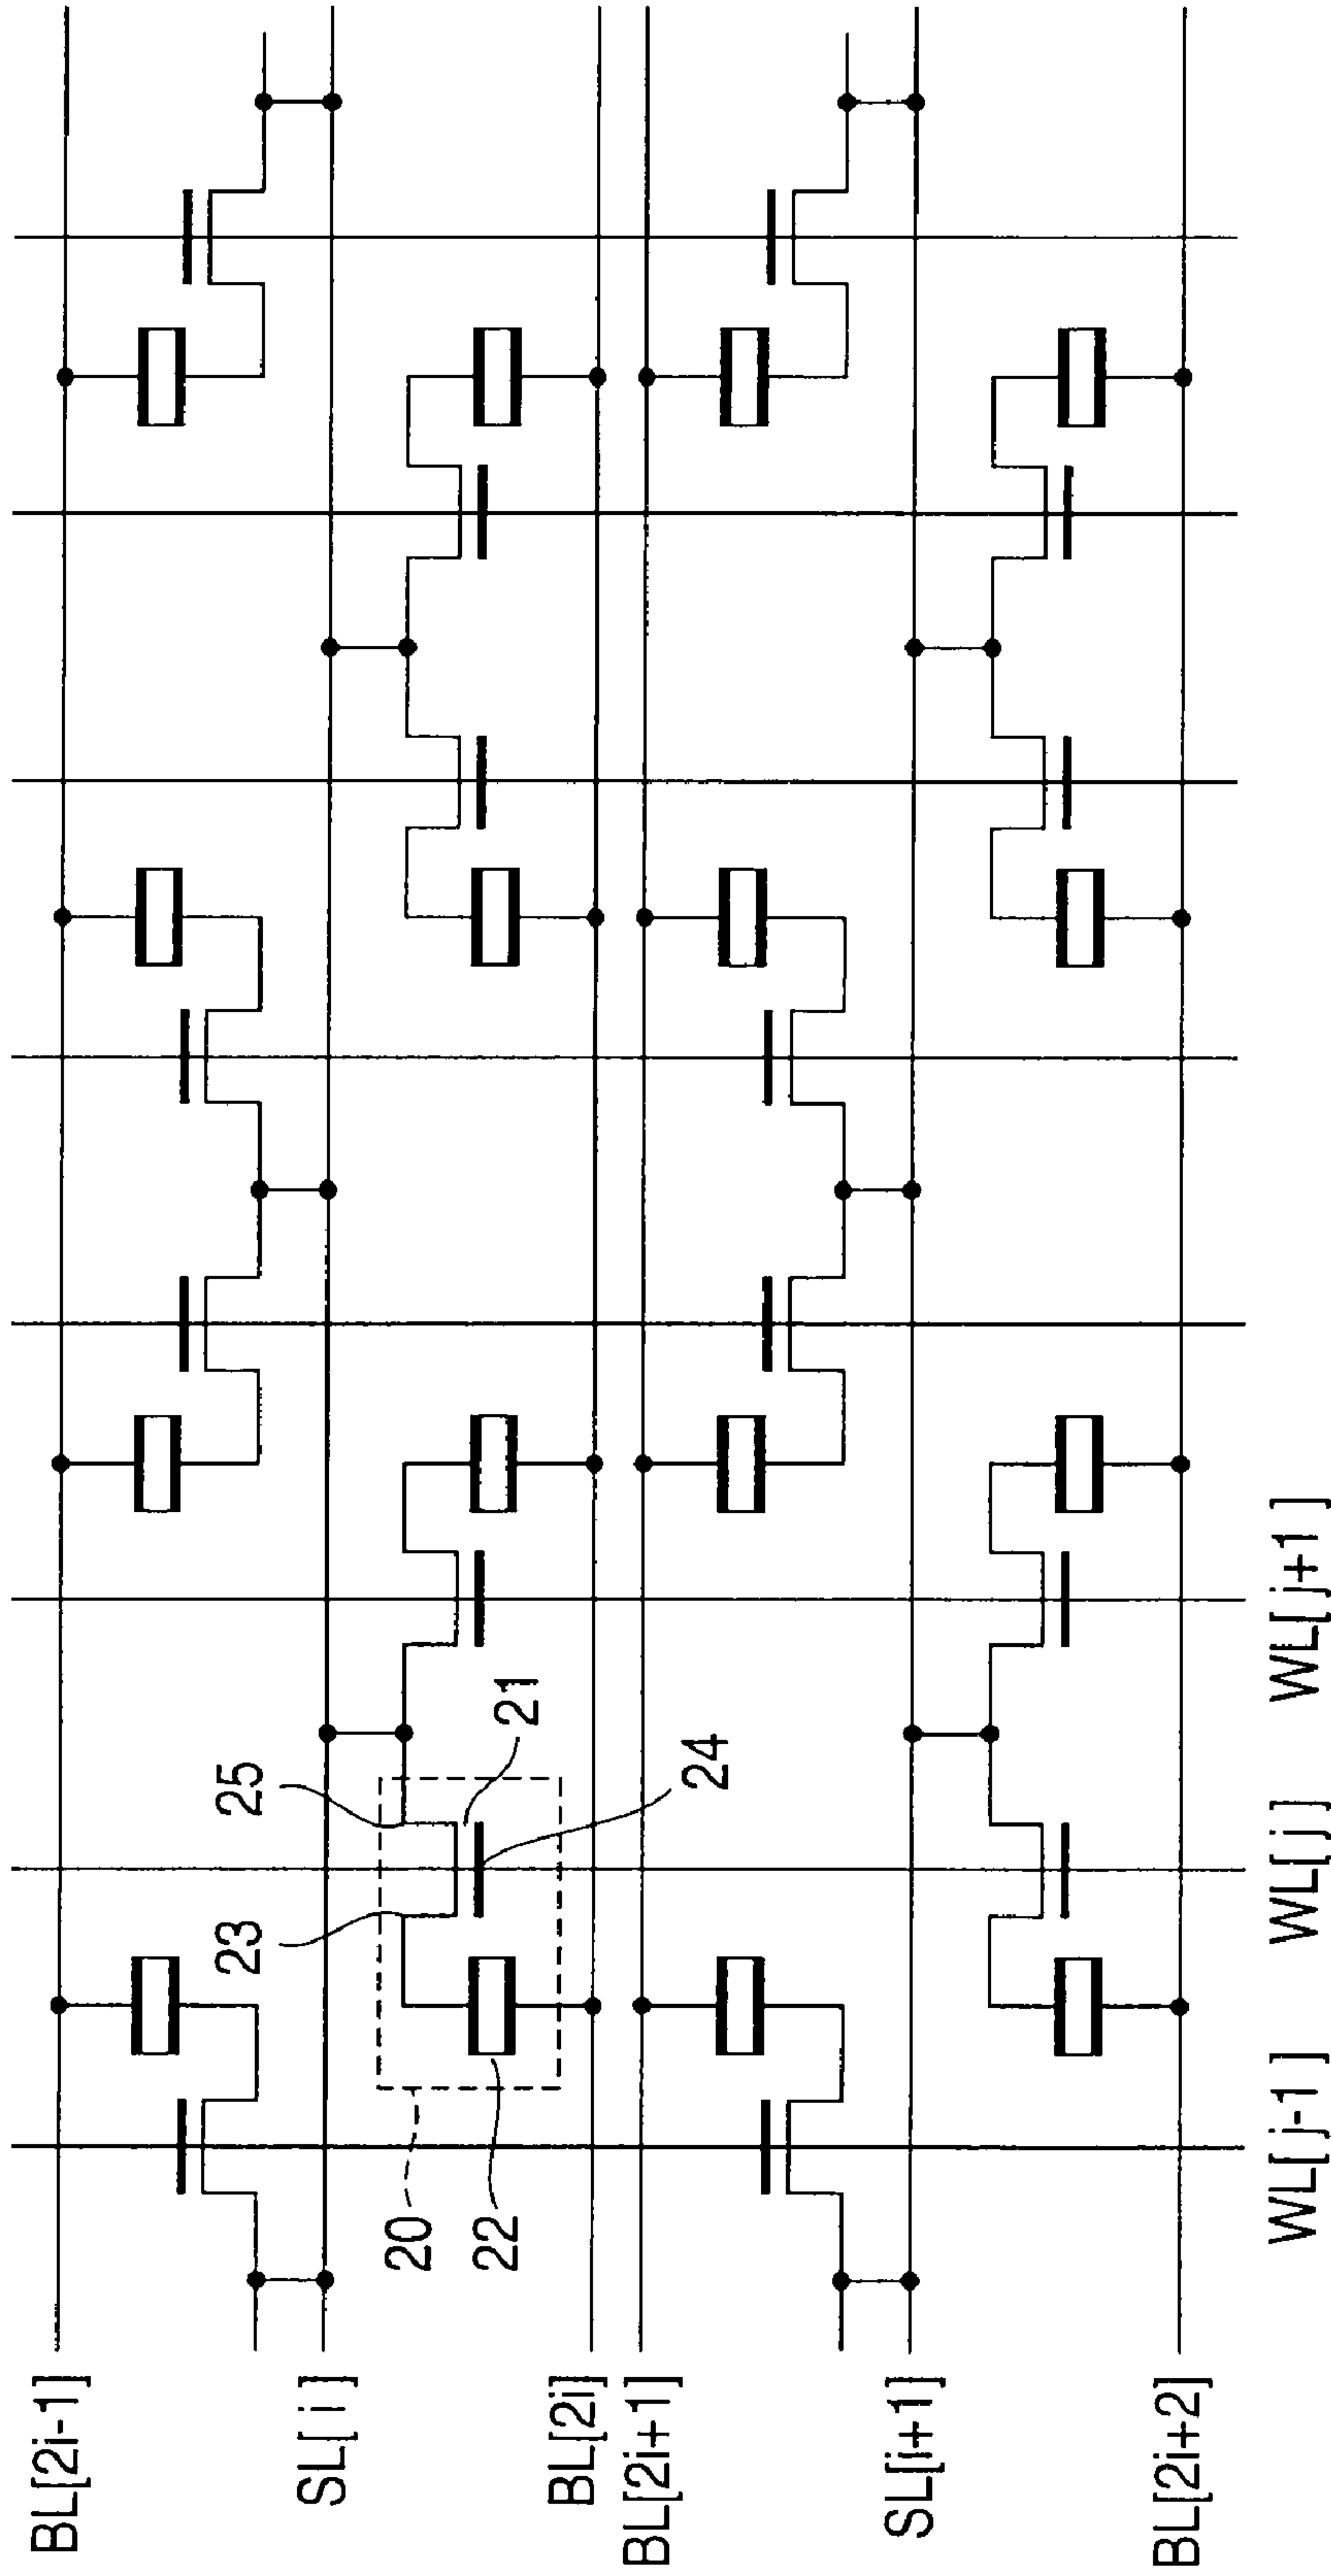 25
21
23
24
20
22
BL[2i-1]
SL[ i ]
BL[2i]
BL[2i+1]
SL[i+1]
BL[2i+2]
WL[ j-1 ]
WL[ j ]
WL[ j+1 ]